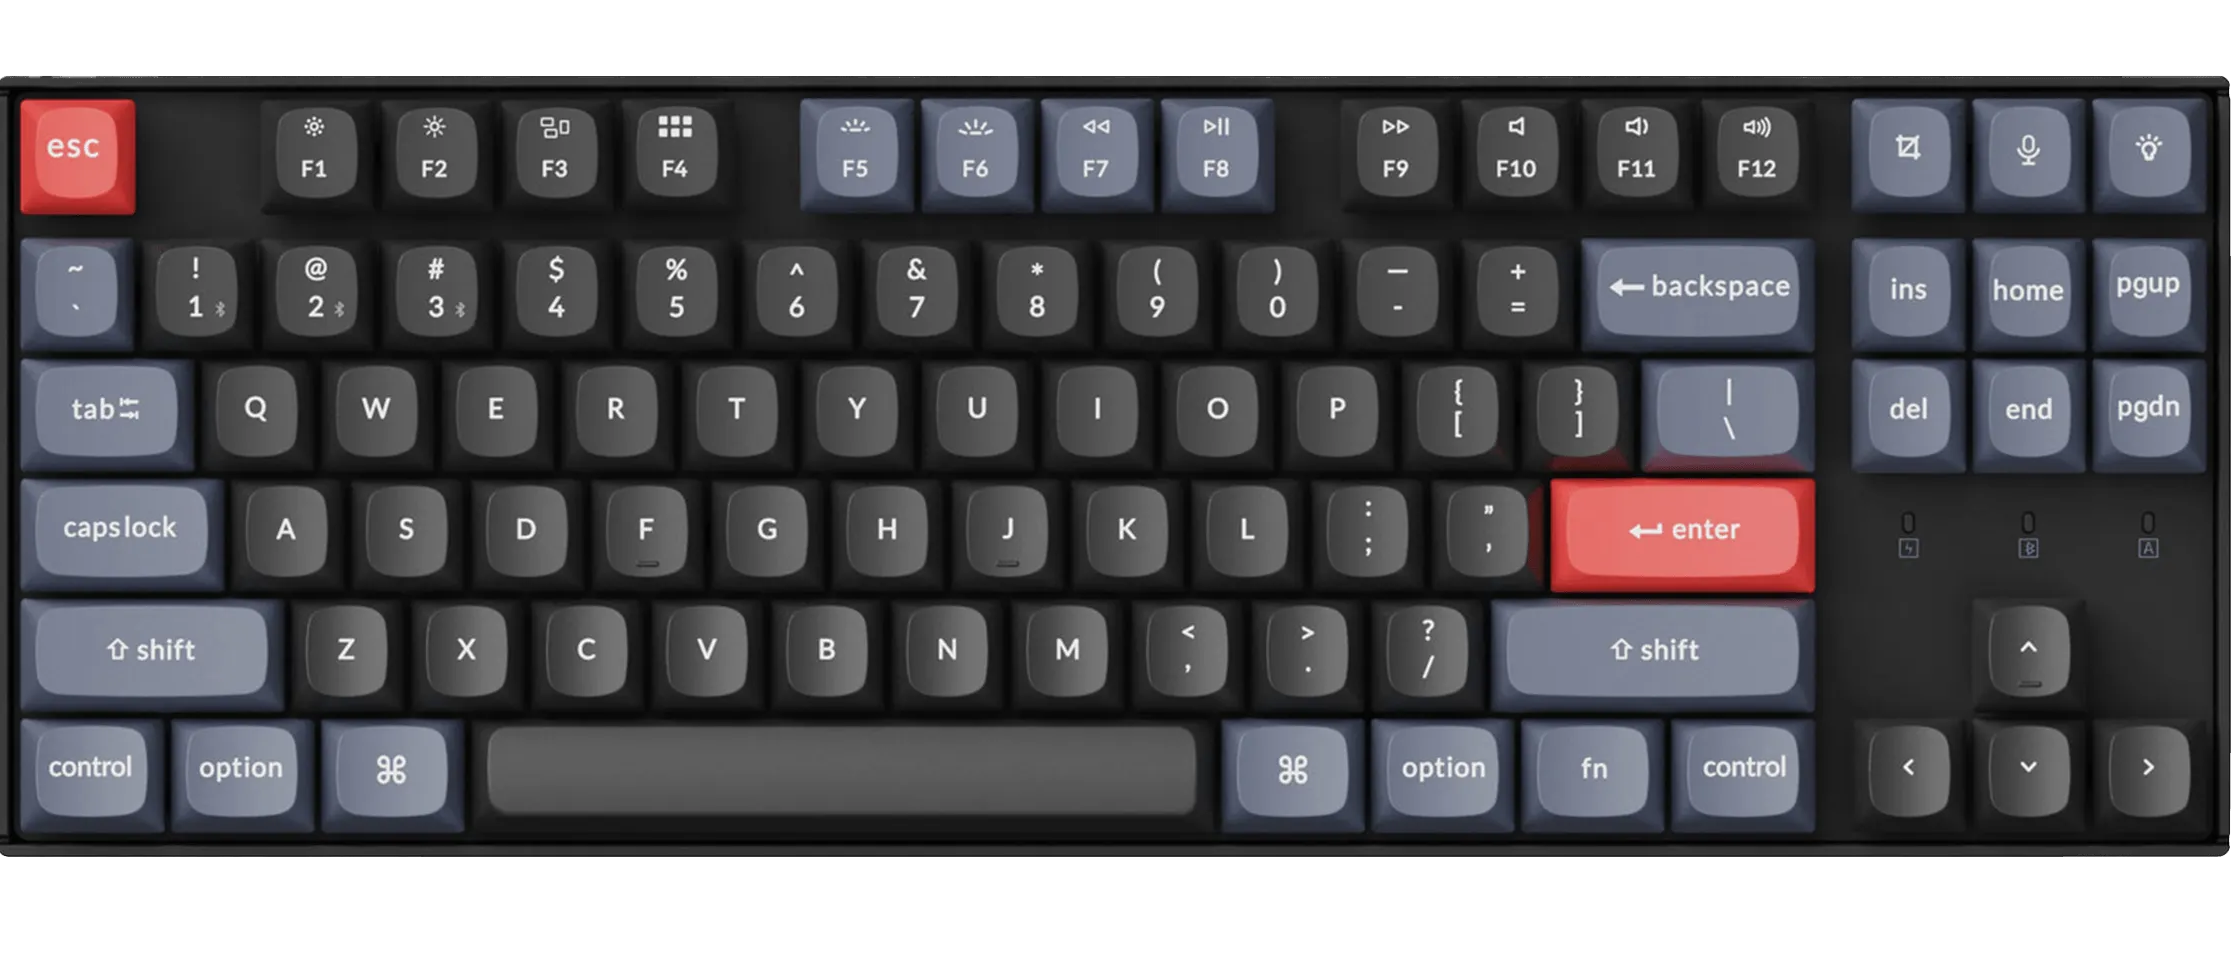 esc F1 F2 F3 F4 F5 F6 F7 F8 F9 F10 F11 F12
~ ! @ # $ % ^ & * ( ) — +
` 1 2 3 4 5 6 7 8 9 0 - = ← backspace ins home pgup
tab Q W E R T Y U I O P { } | del end pgdn
[ ] \
caps lock A S D F G H J K L : " ↵ enter
; '
A
⇧ shift Z X C V B N M < > ? ⇧ shift ^
, . /
control option ⌘ ⌘ option fn control < ⌄ >